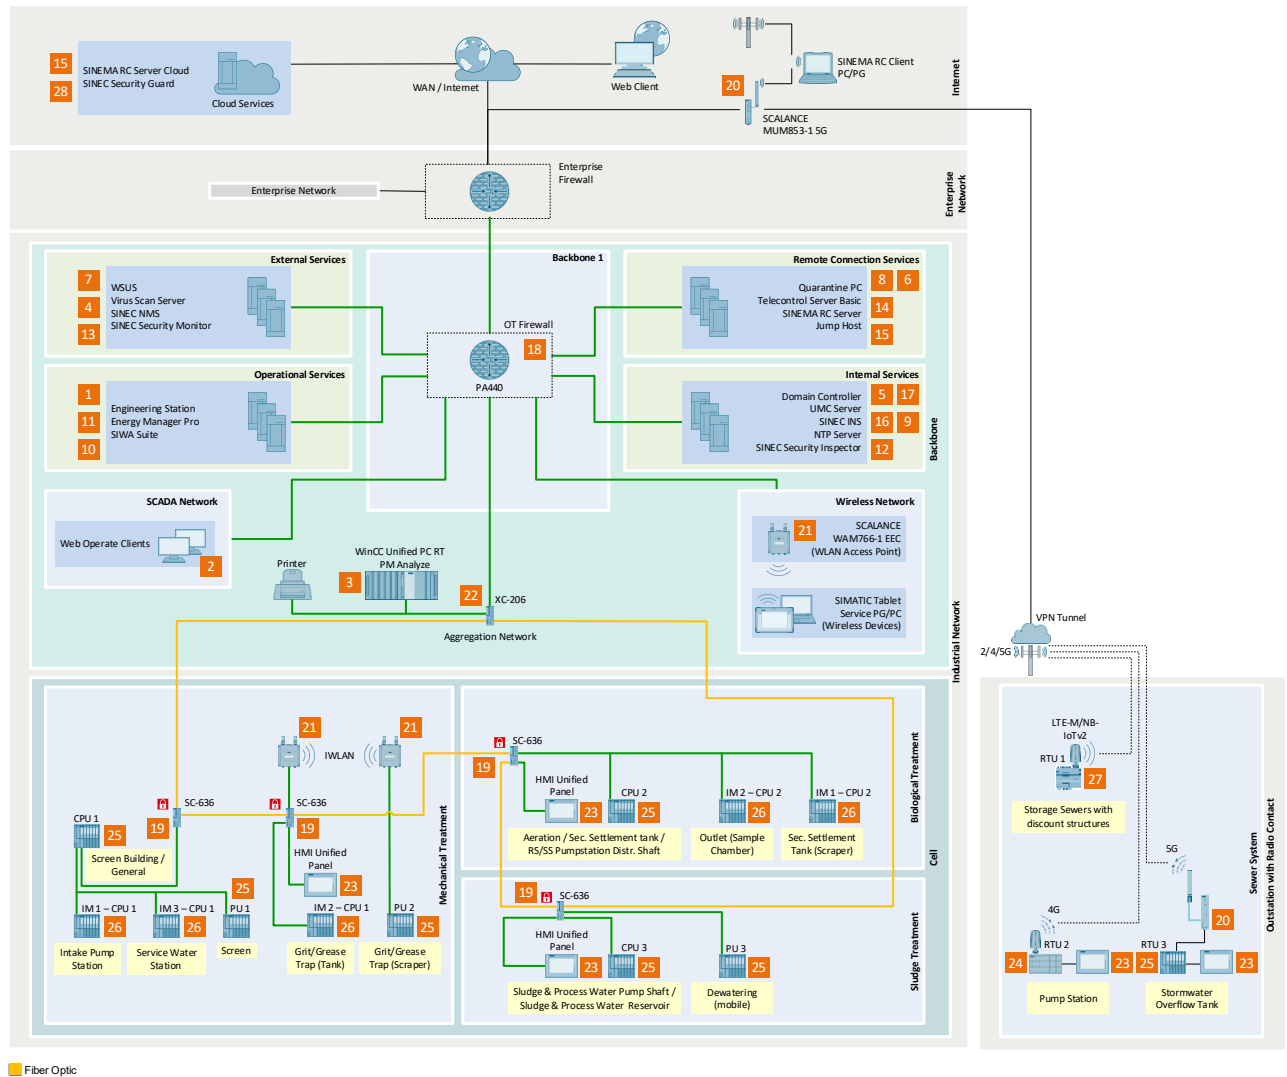 15
SINEMA RC Server Cloud
28
SINEC Security Guard
Cloud Services
WAN / Internet
Web Client
20
SINEMA RC Client
PC/PG
SCALANCE
MUM853-1 5G
Internet
Enterprise Network
Enterprise
Firewall
Enterprise
Network
External Services
7
4
13
WSUS
Virus Scan Server
SINEC NMS
SINEC Security Monitor
Backbone 1
OT Firewall
18
PA440
Remote Connection Services
Quarantine PC
Telecontrol Server Basic
SINEMA RC Server
Jump Host
8
6
14
15
Operational Services
1
11
10
Engineering Station
Energy Manager Pro
SIWA Suite
Internal Services
Domain Controller
UMC Server
SINEC INS
NTP Server
SINEC Security Inspector
5
17
16
9
12
Backbone
SCADA Network
Web Operate Clients
2
Printer
WinCC Unified PC RT
PM Analyze
3
22
XC-206
Aggregation Network
Wireless Network
21
SCALANCE
WAM766-1 EEC
(WLAN Access Point)
SIMATIC Tablet
Service PG/PC
(Wireless Devices)
Industrial Network
VPN Tunnel
2/4/5G
21
IWLAN
21
SC-636
19
SC-636
19
CPU 1
25
Screen Building /
General
HMI Unified
Panel
23
25
IM 1 – CPU 1
26
IM 3 – CPU 1
26
PU 1
IM 2 – CPU 1
26
PU 2
25
Intake Pump
Station
Service Water
Station
Screen
Grit/Grease
Trap (Tank)
Grit/Grease
Trap (Scraper)
Mechanical Treatment
SC-636
19
HMI Unified
Panel
23
CPU 2
25
IM 2 – CPU 2
26
IM 1 – CPU 2
26
Aeration / Sec. Settlement tank /
RS/SS Pumpstation Distr. Shaft
Outlet (Sample
Chamber)
Sec. Settlement
Tank (Scraper)
Biological Treatment
Cell
19
SC-636
HMI Unified
Panel
23
CPU 3
25
PU 3
25
Sludge & Process Water Pump Shaft /
Sludge & Process Water Reservoir
Dewatering
(mobile)
Sludge Treatment
LTE-M/NB-
IoTv2
RTU 1
27
Storage Sewers with
discount structures
5G
20
4G
RTU 2
24
23
RTU 3
25
23
Pump Station
Stormwater
Overflow Tank
Sewer System
Outstation with Radio Contact
Fiber Optic